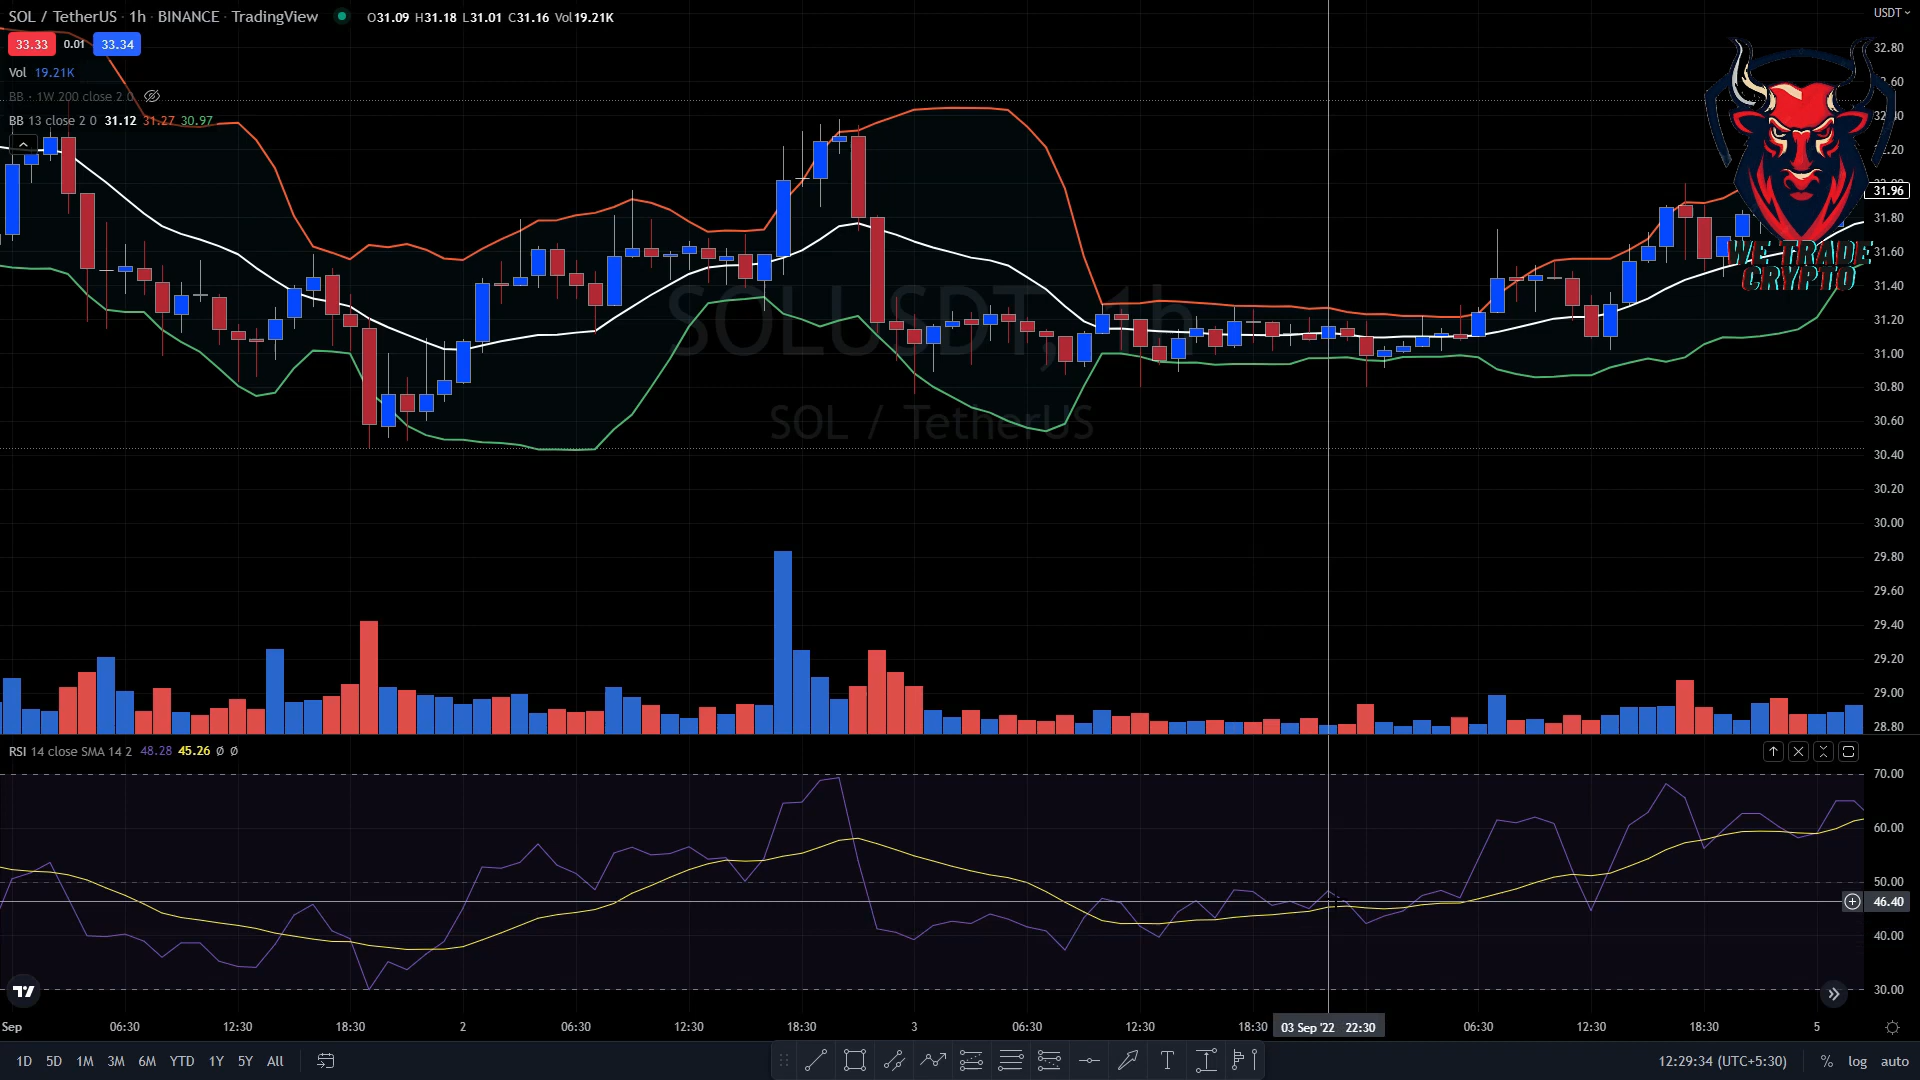 SOL / TetherUS · 1h · BINANCE · TradingView O31.09 H31.18 L31.01 C31.16 Vol19.21K
33.33 0.01 33.34
Vol 19.21K
BB · 1W 200 close 2 0
BB 13 close 2 0 31.12 31.27 30.97
SOLUSDT, 1h
SOL / TetherUS
WE TRADE
CRYPTO
USDT
32.80
32.60
32.40
32.20
32.00
31.96
31.80
31.60
31.40
31.20
31.00
30.80
30.60
30.40
30.20
30.00
29.80
29.60
29.40
29.20
29.00
28.80
RSI 14 close SMA 14 2 48.28 45.26 Ø Ø
70.00
60.00
50.00
46.40
40.00
30.00
Sep 06:30 12:30 18:30 2 06:30 12:30 18:30 3 06:30 12:30 18:30 03 Sep '22 22:30 06:30 12:30 18:30 5
1D 5D 1M 3M 6M YTD 1Y 5Y All T 12:29:34 (UTC+5:30) % log auto